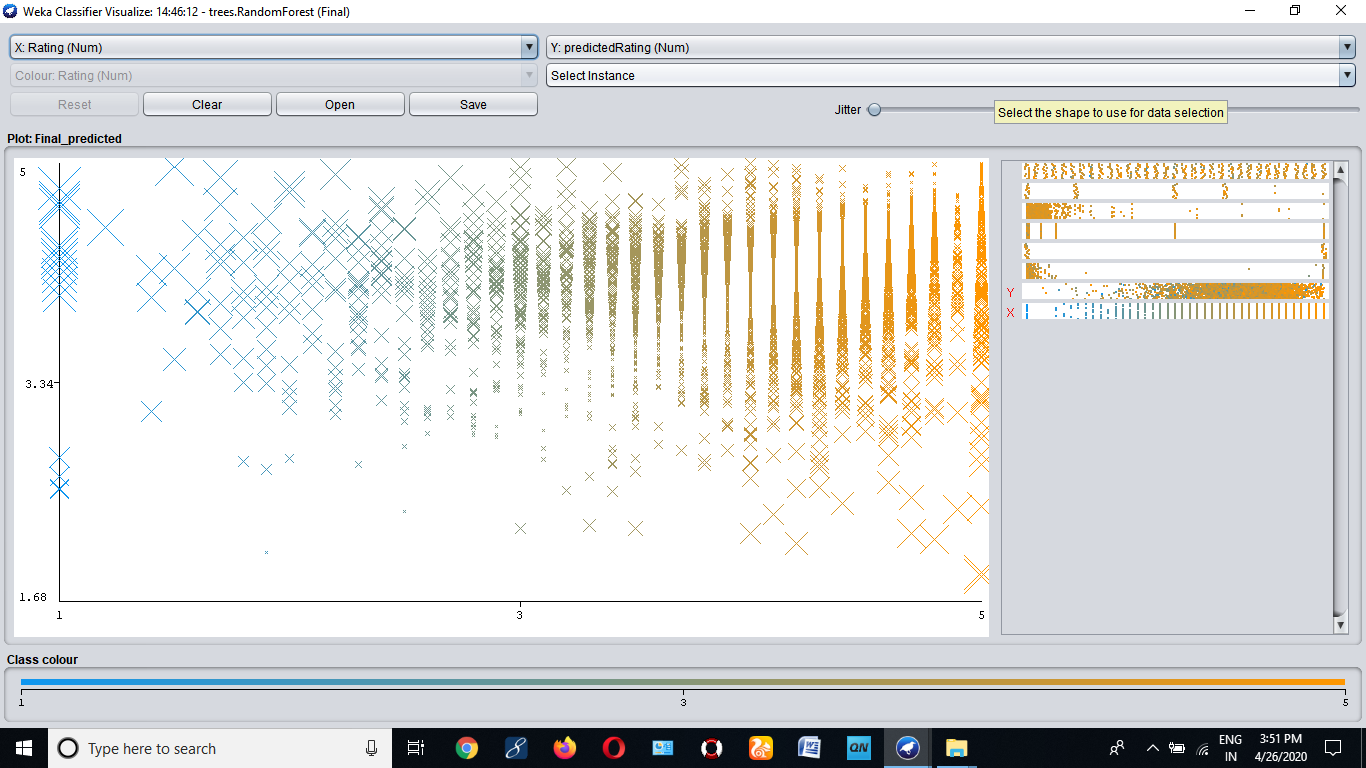 Weka Classifier Visualize: 14:46:12 - trees.RandomForest (Final)
X: Rating (Num)
Y: predictedRating (Num)
Colour: Rating (Num)
Select Instance
Reset
Clear
Open
Save
Jitter
Select the shape to use for data selection
Plot: Final_predicted
5
3.34
1.68
1
3
5
Y
X
Class colour
1
3
5
Type here to search
W
QN
ENG
IN
3:51 PM
4/26/2020